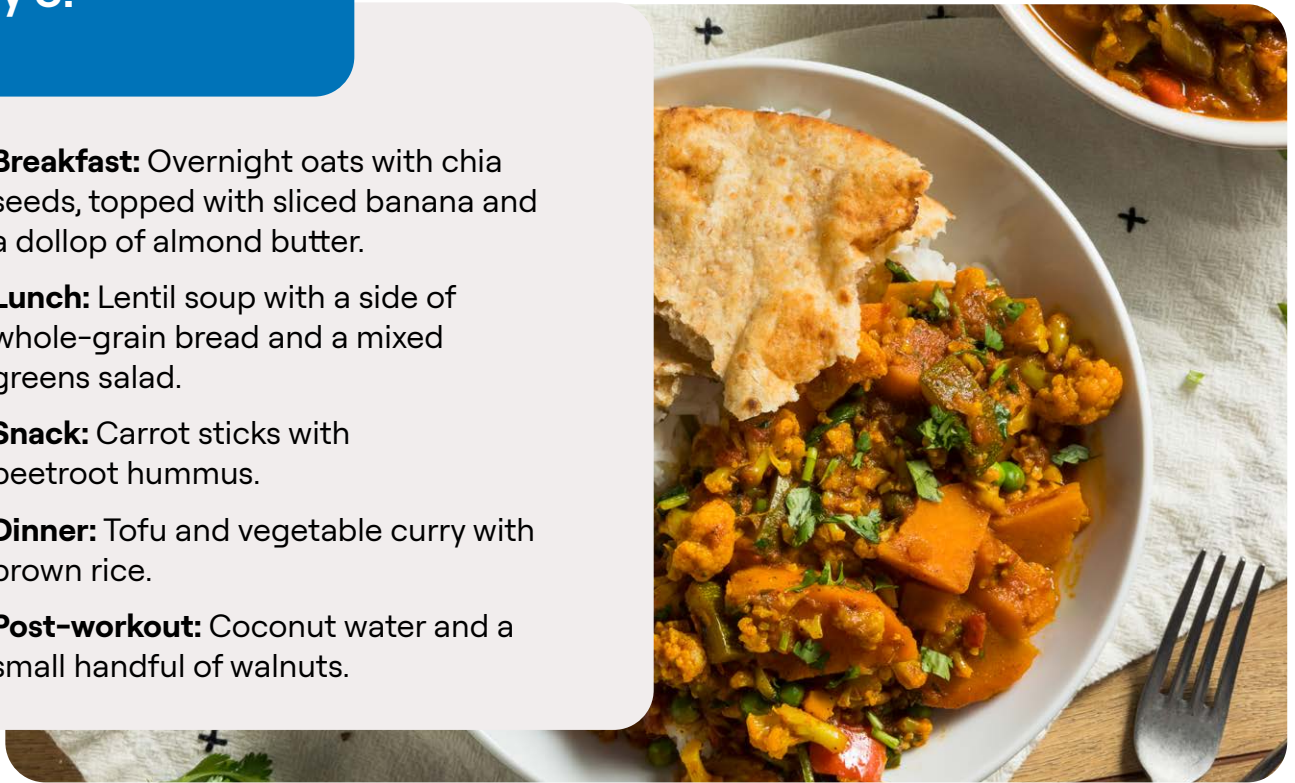 Breakfast: Overnight oats with chia
seeds, topped with sliced banana and
a dollop of almond butter.
Lunch: Lentil soup with a side of
whole-grain bread and a mixed
greens salad.
Snack: Carrot sticks with
beetroot hummus.
Dinner: Tofu and vegetable curry with
brown rice.
Post-workout: Coconut water and a
small handful of walnuts.